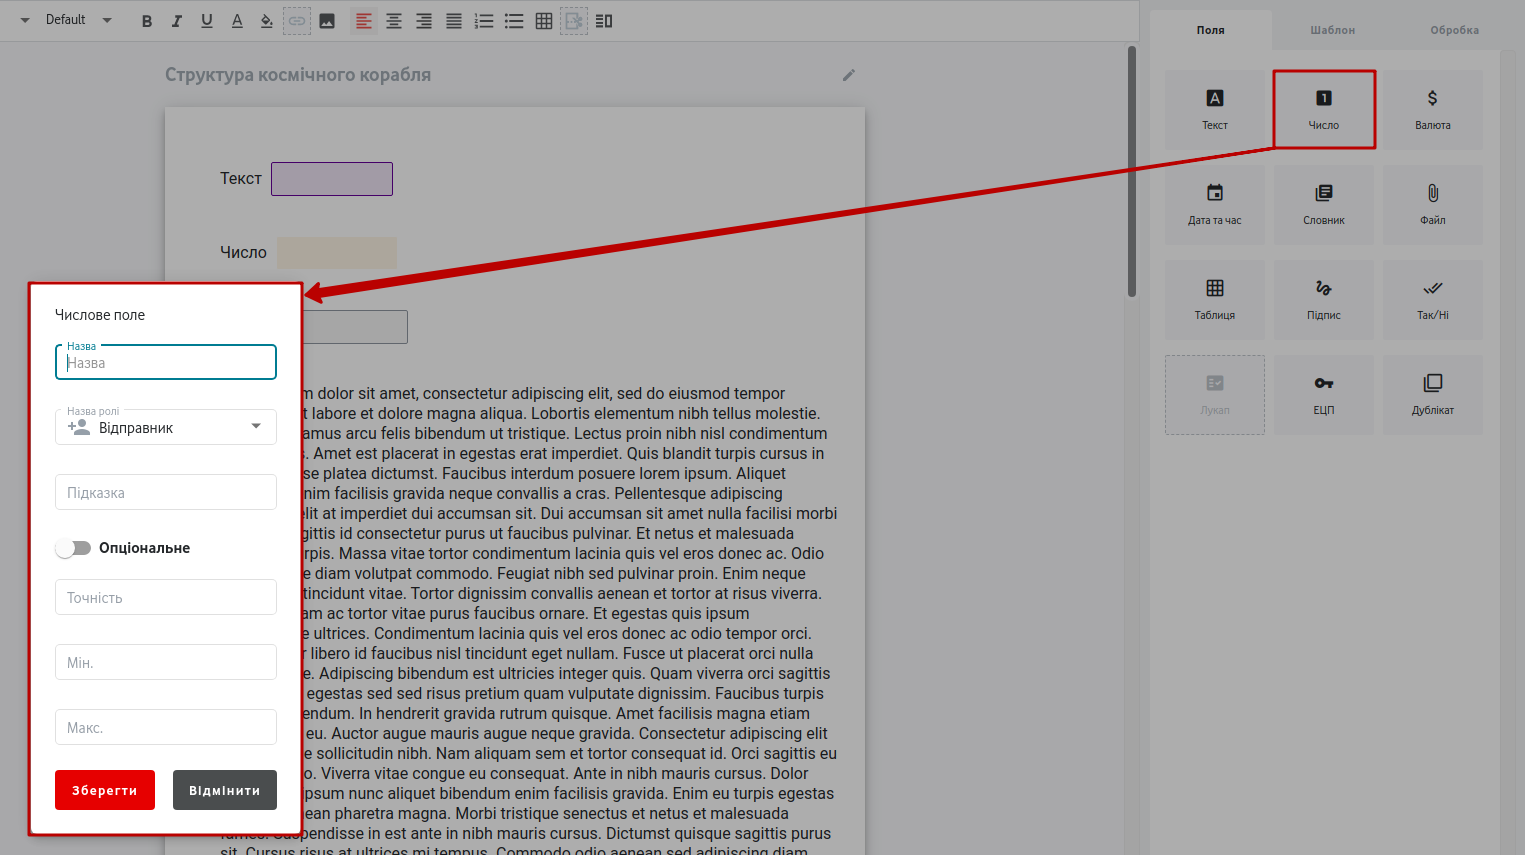 Default
B I U A
Поля
Шаблон
Обробка
Структура космічного корабля
Текст
Число
Валюта
Дата та час
Словник
Файл
Таблиця
Підпис
Так/Ні
Лукап
ЕЦП
Дублікат
Текст
Число
Числове поле
Назва
Назва
Назва ролі
Відправник
Підказка
Опціональне
Точність
Мін.
Макс.
Зберегти
Відмінити
dolor sit amet, consectetur adipiscing elit, sed do eiusmod tempor
labore et dolore magna aliqua. Lobortis elementum nibh tellus molestie.
arcu felis bibendum ut tristique. Lectus proin nibh nisl condimentum
Amet est placerat in egestas erat imperdiet. Quis blandit turpis cursus in
platea dictumst. Faucibus interdum posuere lorem ipsum. Aliquet
facilisis gravida neque convallis a cras. Pellentesque adipiscing
at imperdiet dui accumsan sit. Dui accumsan sit amet nulla facilisi morbi
id consectetur purus ut faucibus pulvinar. Et netus et malesuada
Massa vitae tortor condimentum lacinia quis vel eros donec ac. Odio
diam volutpat commodo. Feugiat nibh sed pulvinar proin. Enim neque
tincidunt vitae. Tortor dignissim convallis aenean et tortor at risus viverra.
ac tortor vitae purus faucibus ornare. Et egestas quis ipsum
ultrices. Condimentum lacinia quis vel eros donec ac odio tempor orci.
libero id faucibus nisl tincidunt eget nullam. Fusce ut placerat orci nulla
Adipiscing bibendum est ultricies integer quis. Quam viverra orci sagittis
egestas sed sed risus pretium quam vulputate dignissim. Faucibus turpis
In hendrerit gravida rutrum quisque. Amet facilisis magna etiam
eu. Auctor augue mauris augue neque gravida. Consectetur adipiscing elit
sollicitudin nibh. Nam aliquam sem et tortor consequat id. Orci sagittis eu
Viverra vitae congue eu consequat. Ante in nibh mauris cursus. Dolor
ipsum nunc aliquet bibendum enim facilisis gravida. Enim eu turpis egestas
pharetra magna. Morbi tristique senectus et netus et malesuada
fames. Suspendisse in est ante in nibh mauris cursus. Dictumst quisque sagittis purus
sit. Cursus risus at ultrices mi tempus. Commodo odio aenean sed adipiscing diam